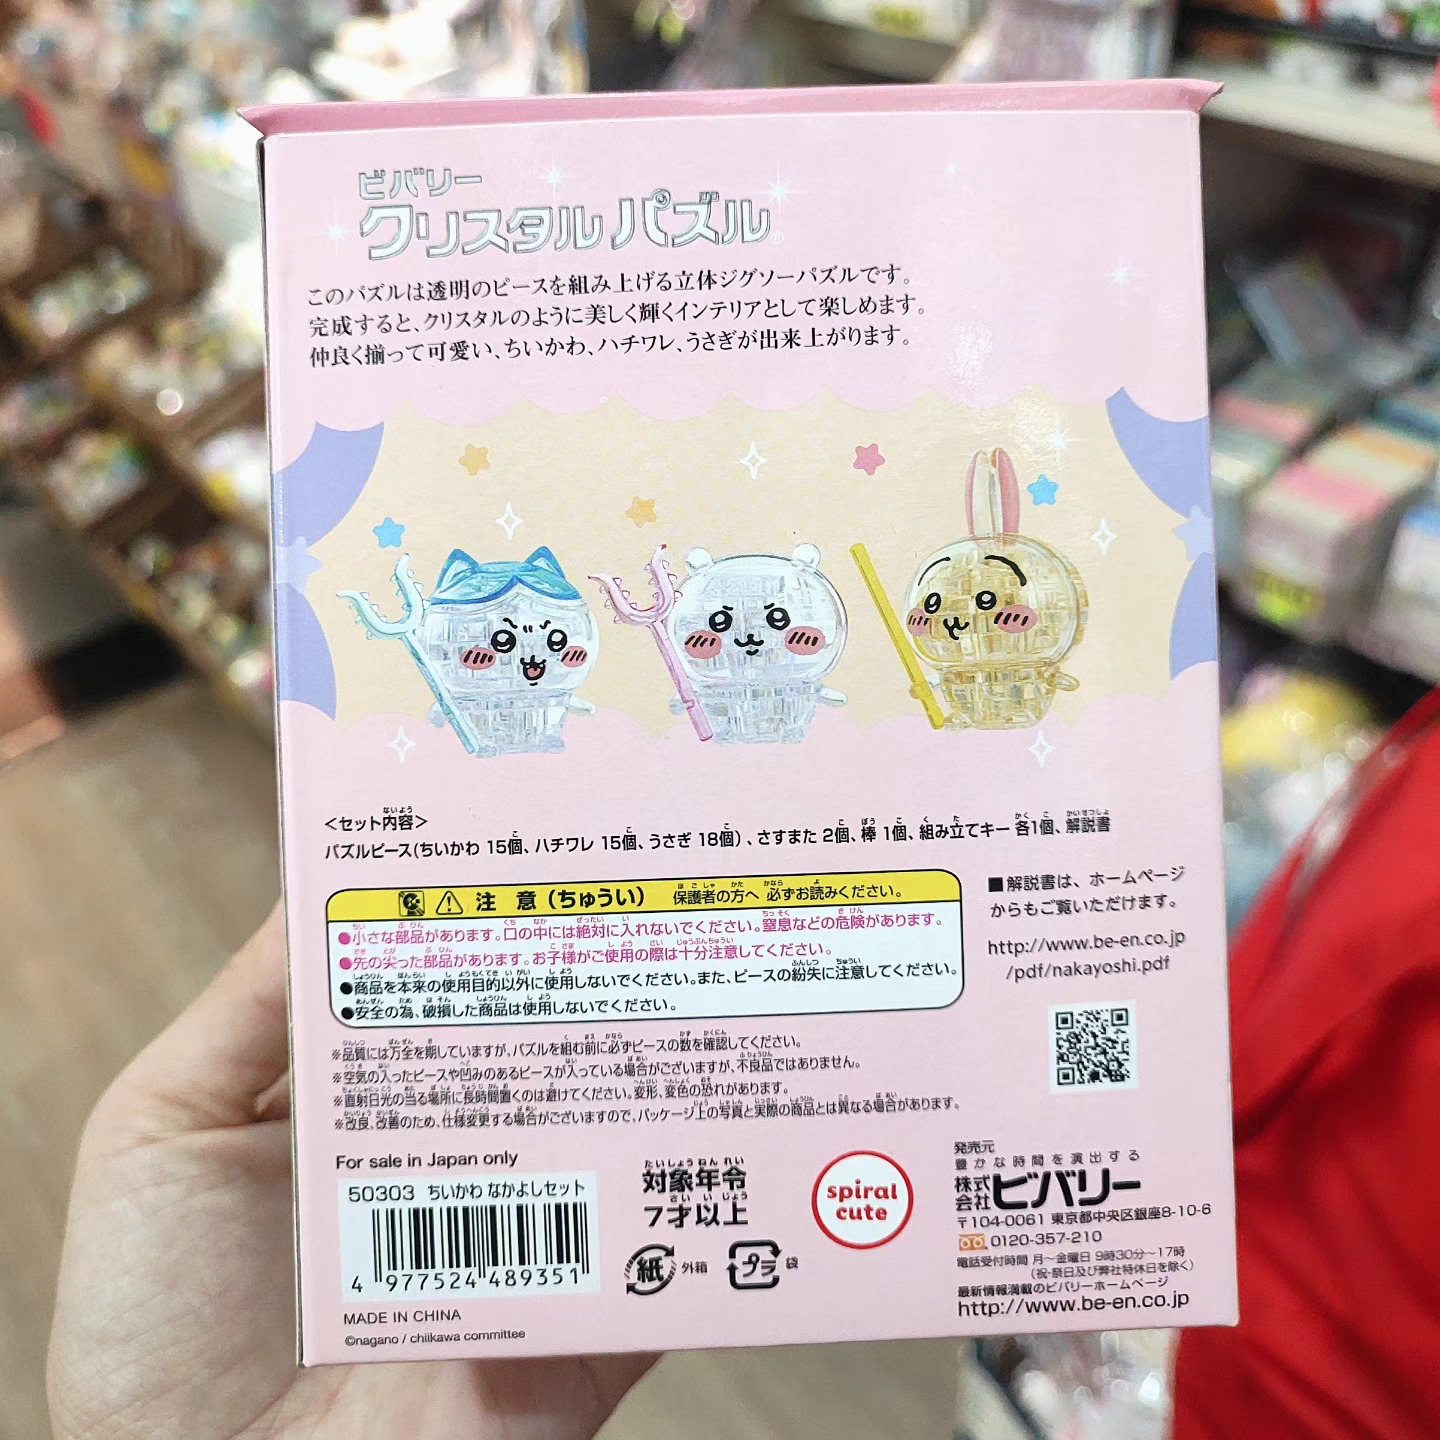 ビバリー
クリスタルパズル®
このパズルは透明のピースを組み上げる立体ジグソーパズルです。
完成すると、クリスタルのように美しく輝くインテリアとして楽しめます。
仲良く揃って可愛い、ちいかわ、ハチワレ、うさぎが出来上がります。
<セット内容>
パズルピース(ちいかわ 15個、ハチワレ 15個、うさぎ 18個)、さすまた 2個、棒 1個、組み立てキー 各1個、解説書
注 意(ちゅうい) 保護者の方へ 必ずお読みください。
●小さな部品があります。口の中には絶対に入れないでください。窒息などの危険があります。
●先の尖った部品があります。お子様がご使用の際は十分注意してください。
●商品を本来の使用目的以外に使用しないでください。また、ピースの紛失に注意してください。
●安全の為、破損した商品は使用しないでください。
■解説書は、ホームページ
からもご覧いただけます。
http://www.be-en.co.jp
/pdf/nakayoshi.pdf
※品質には万全を期していますが、パズルを組む前に必ずピースの数を確認してください。
※空気の入ったピースや凹みのあるピースが入っている場合がございますが、不良品ではありません。
※直射日光の当る場所に長時間置くのは避けてください。変形、変色の恐れがあります。
※改良、改善のため、仕様変更する場合がございますので、パッケージ上の写真と実際の商品とは異なる場合があります。
For sale in Japan only
50303 ちいかわ なかよしセット
4 977524 489351
MADE IN CHINA
©nagano / chiikawa committee
対象年令
7才以上
紙 外箱
プラ 袋
spiral
cute
発売元
豊かな時間を演出する
株式会社ビバリー
〒104-0061 東京都中央区銀座8-10-6
0120-357-210
電話受付時間 月～金曜日 9時30分～17時
(祝・祭日及び弊社特休日を除く)
最新情報満載のビバリーホームページ
http://www.be-en.co.jp